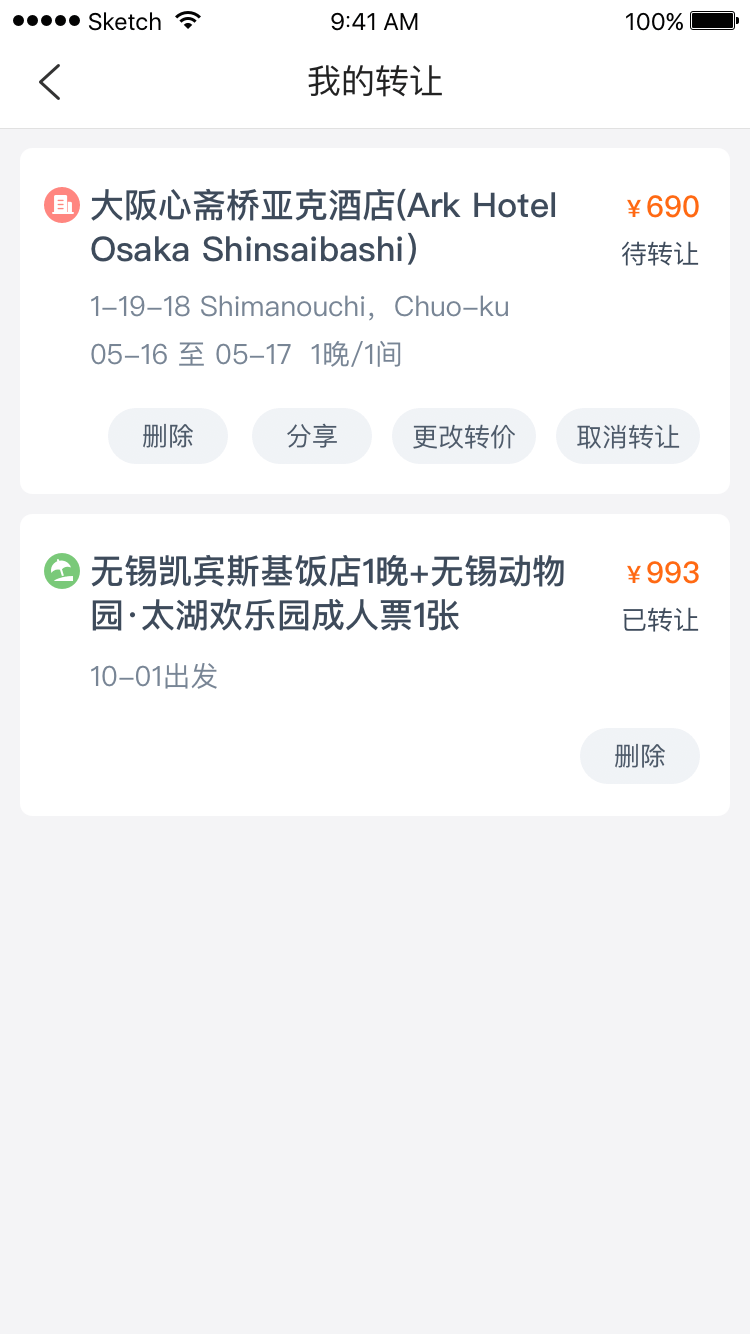 Sketch 9:41 AM 100%
我的转让
大阪心斋桥亚克酒店(Ark Hotel
Osaka Shinsaibashi)
¥690
待转让
1-19-18 Shimanouchi，Chuo-ku
05-16 至 05-17 1晚/1间
删除 分享 更改转价 取消转让
无锡凯宾斯基饭店1晚+无锡动物
园·太湖欢乐园成人票1张
¥993
已转让
10-01出发
删除